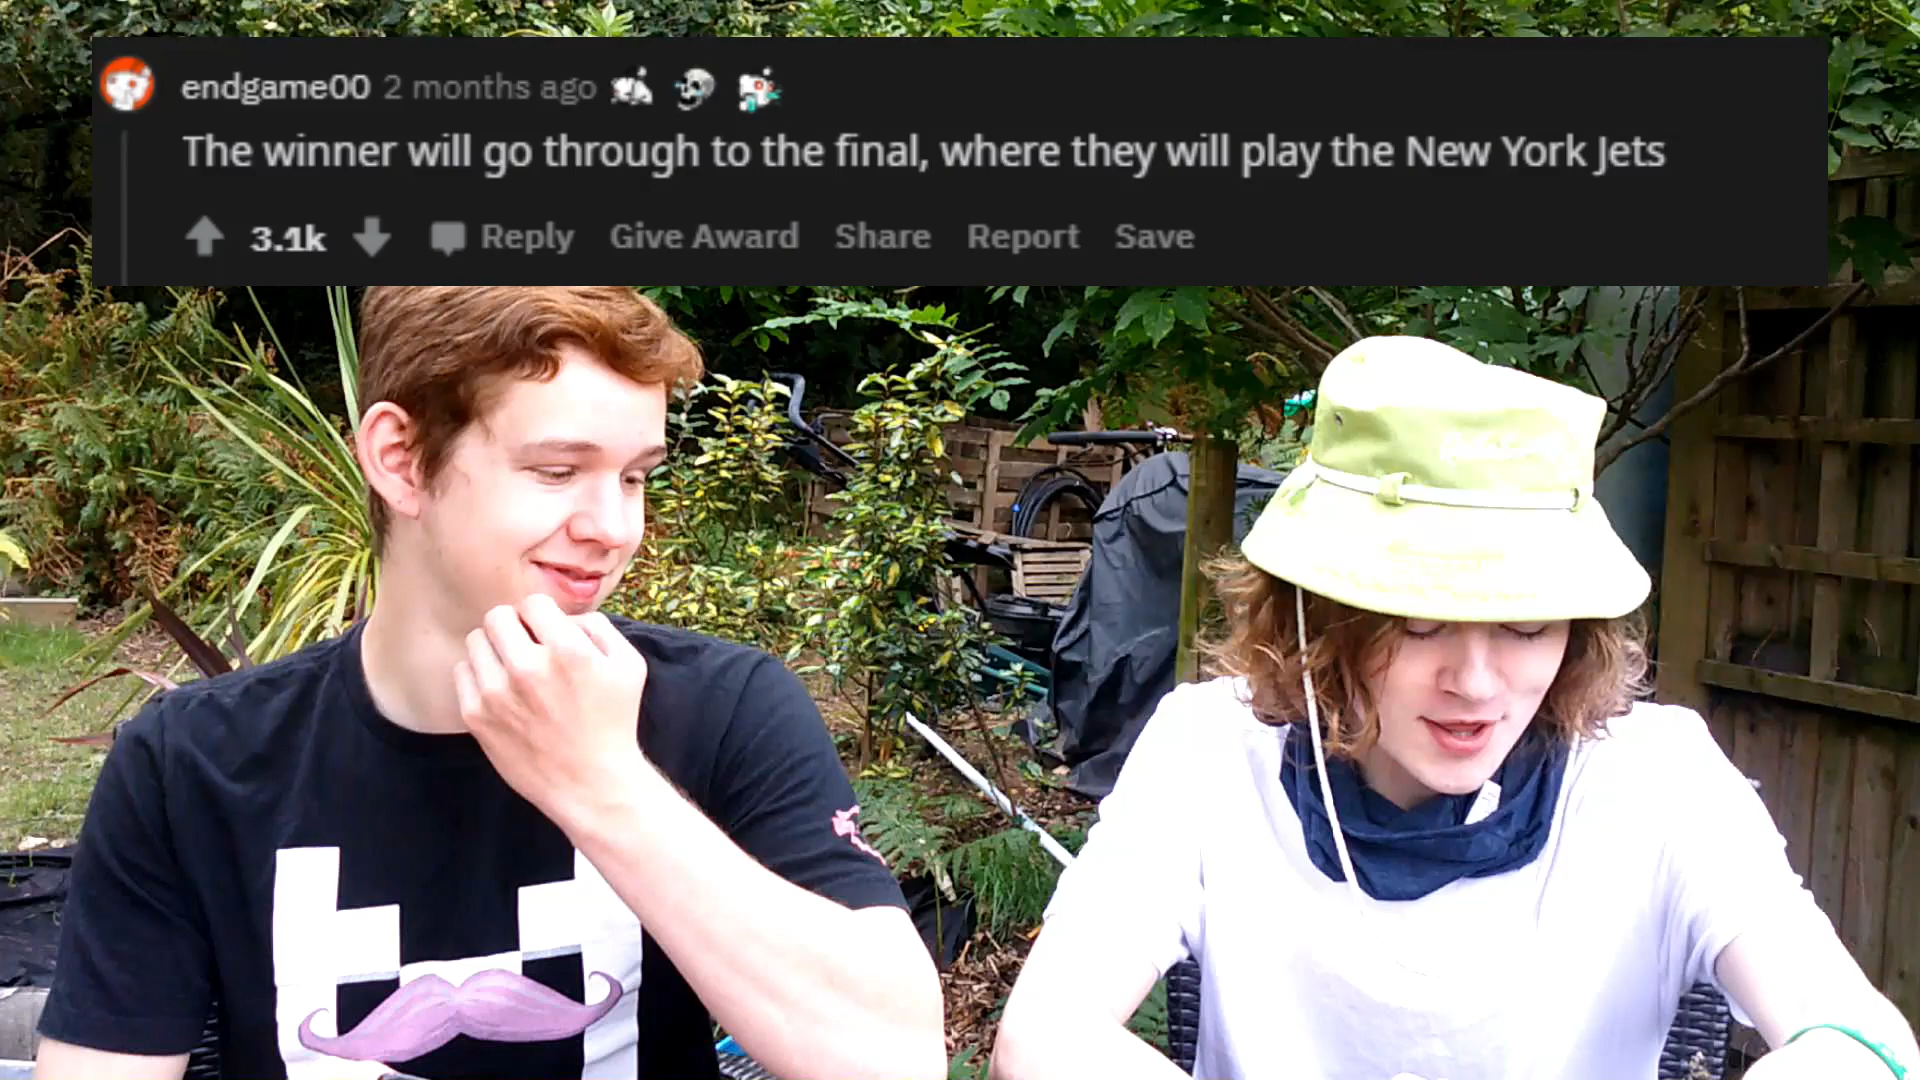 endgame00 2 months ago
The winner will go through to the final, where they will play the New York Jets
3.1k Reply Give Award Share Report Save